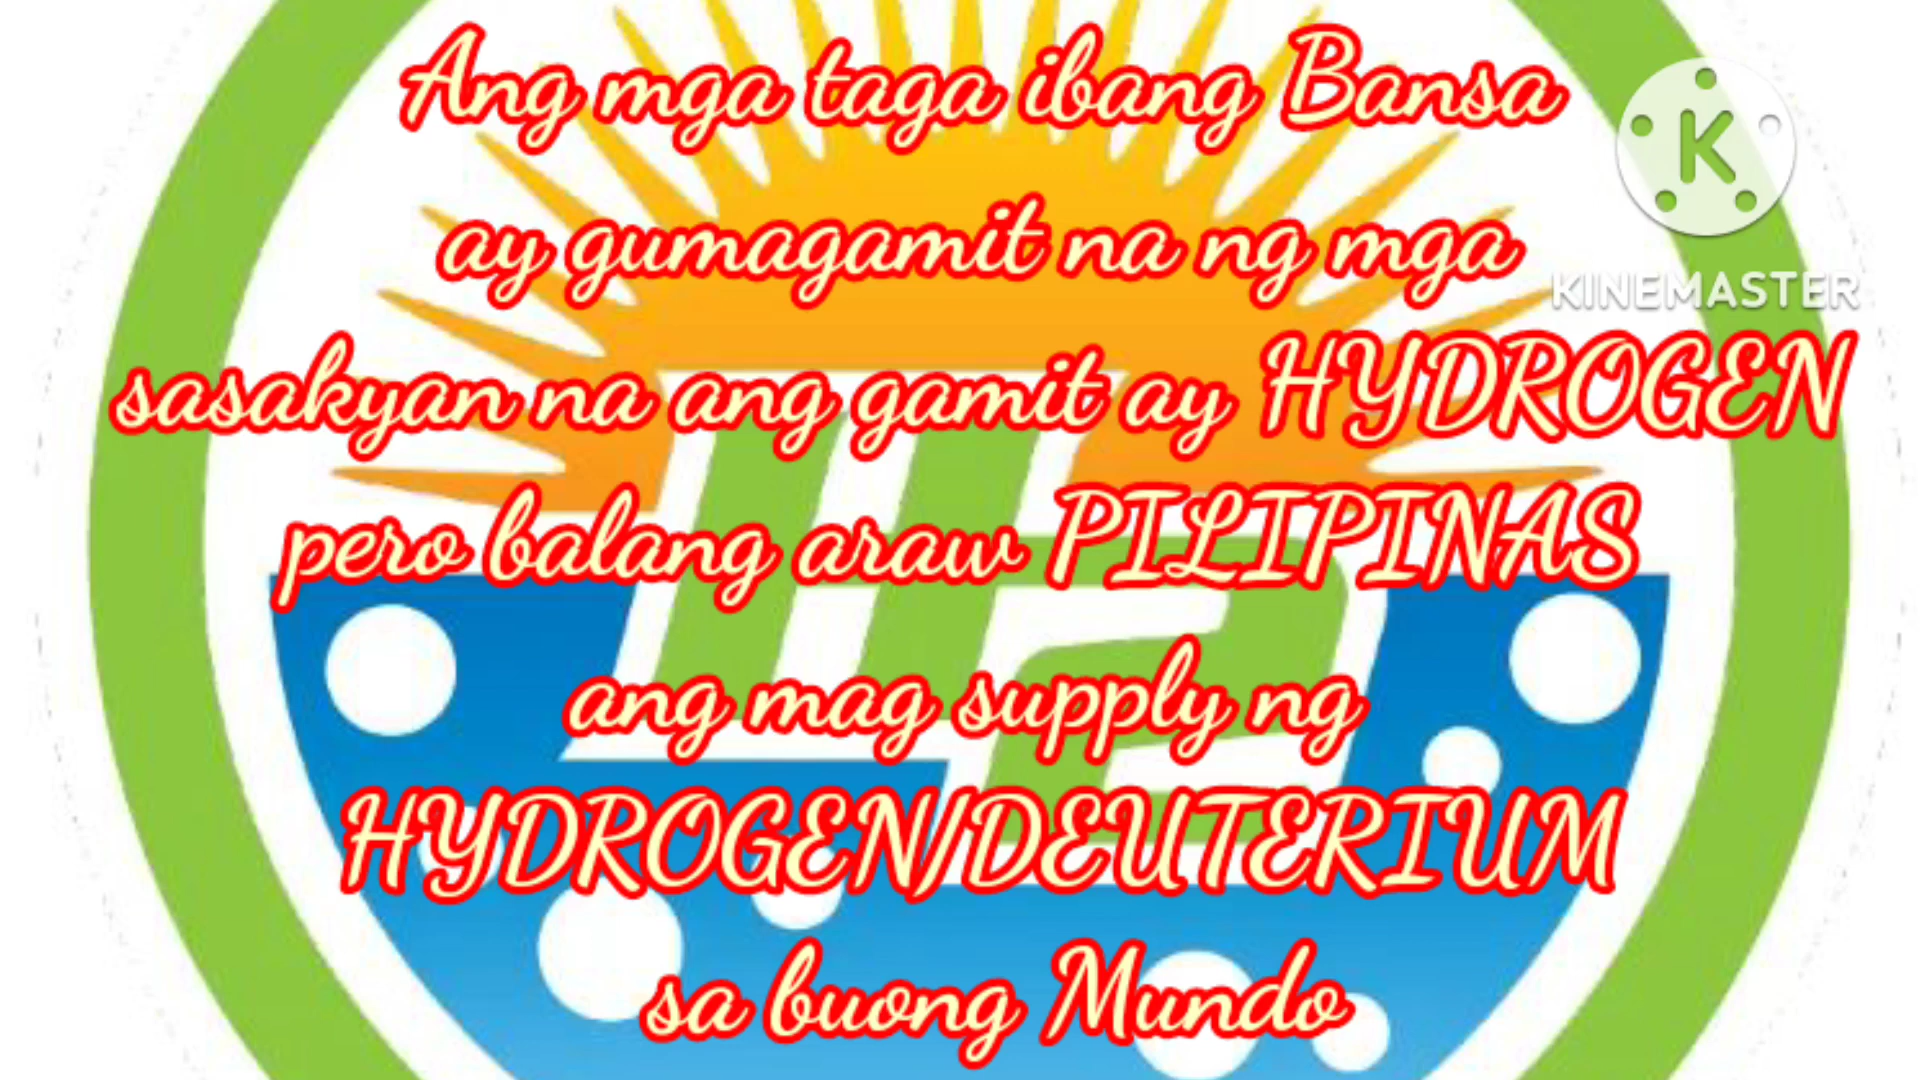 Ang mga taga ibang Bansa
ay gumagamit na ng mga
sasakyan na ang gamit ay HYDROGEN
pero balang araw PILIPINAS
ang mag supply ng
HYDROGEN/DEUTERIUM
sa buong Mundo
K
KINEMASTER
H2